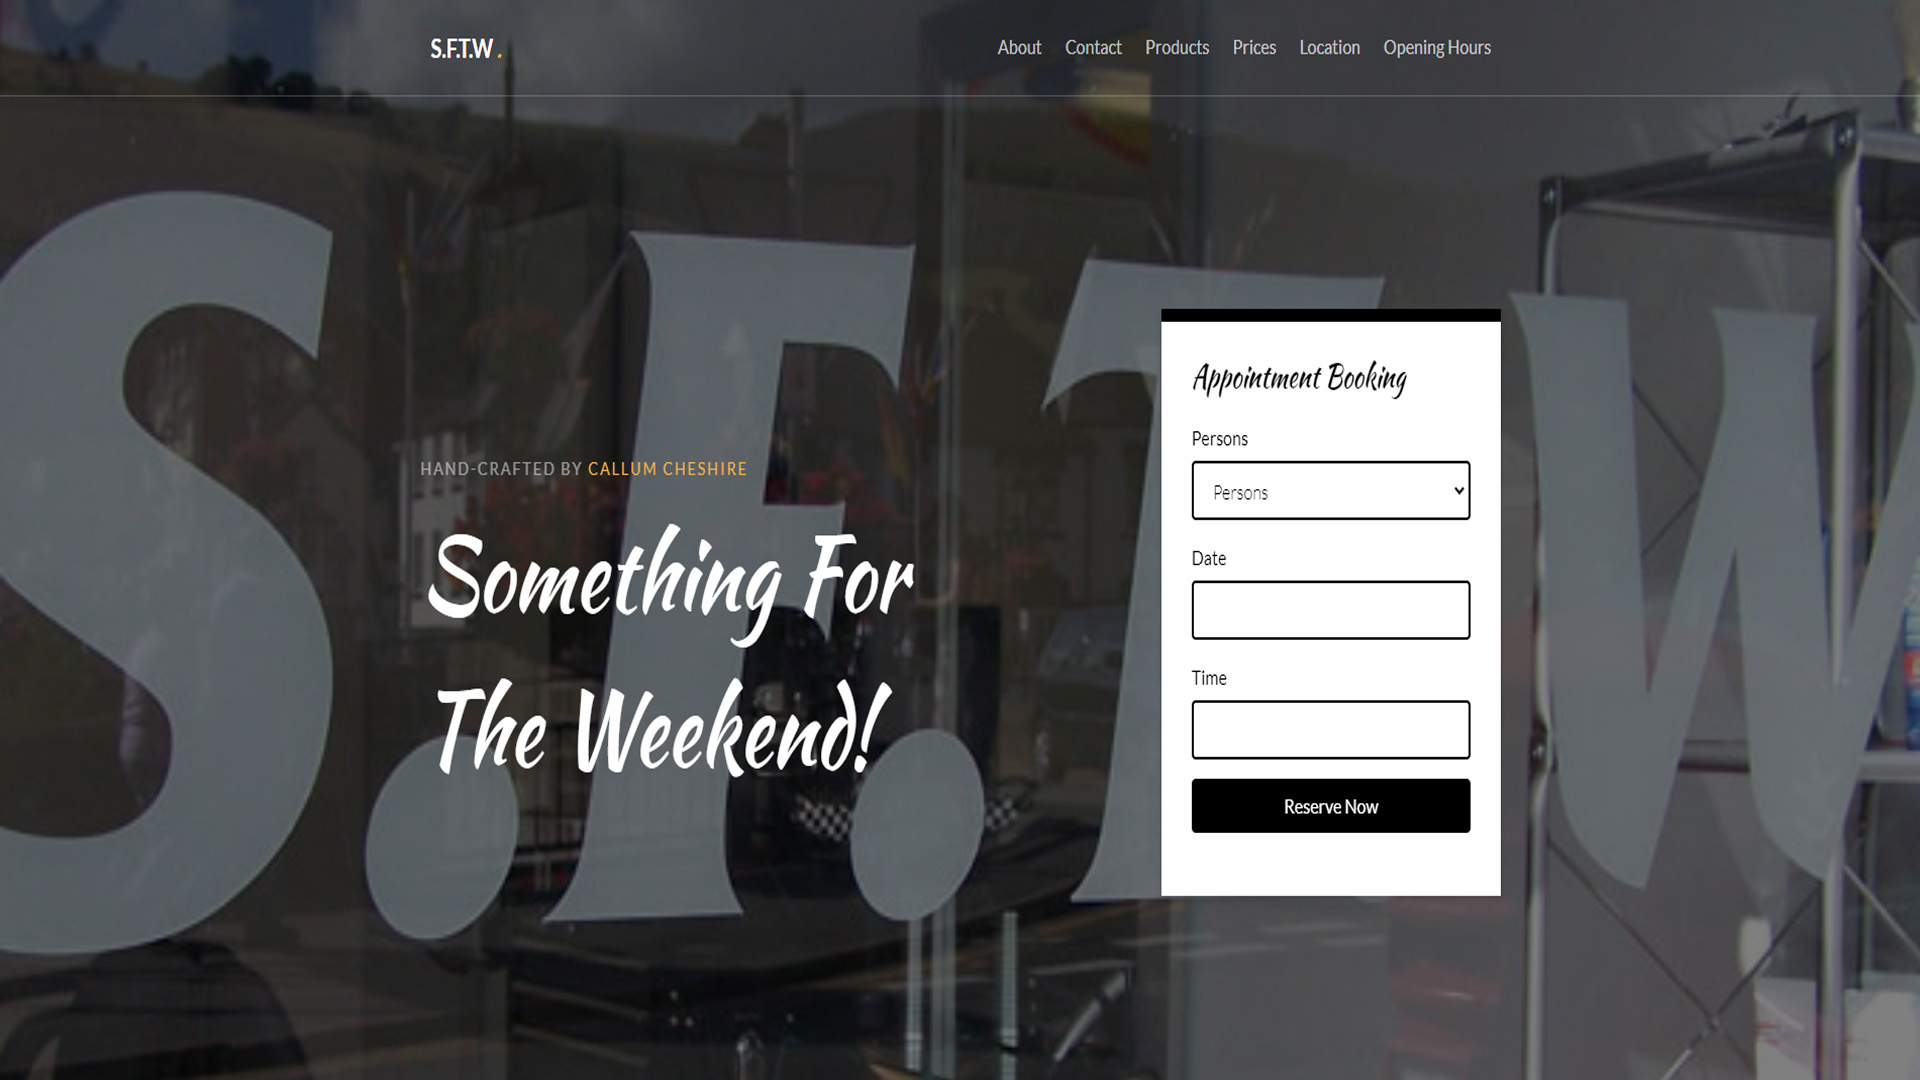 S.F.T.W .
About Contact Products Prices Location Opening Hours
S.F.T.W
HAND-CRAFTED BY CALLUM CHESHIRE
Something For
The Weekend!
Appointment Booking
Persons
Persons
Date
Time
Reserve Now